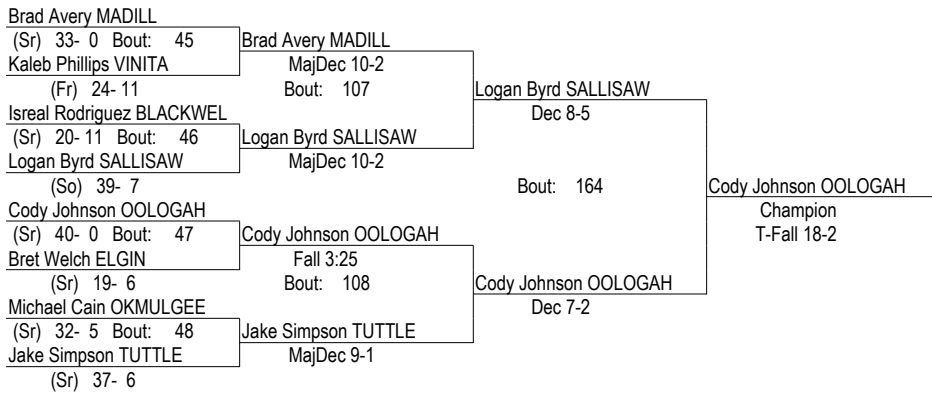 Brad Avery MADILL
(Sr) 33- 0 Bout: 45
Brad Avery MADILL
Kaleb Phillips VINITA
MajDec 10-2
(Fr) 24- 11
Bout: 107
Logan Byrd SALLISAW
Isreal Rodriguez BLACKWEL
Dec 8-5
(Sr) 20- 11 Bout: 46
Logan Byrd SALLISAW
Logan Byrd SALLISAW
MajDec 10-2
(So) 39- 7
Bout: 164
Cody Johnson OOLOGAH
Cody Johnson OOLOGAH
Champion
(Sr) 40- 0 Bout: 47
Cody Johnson OOLOGAH
T-Fall 18-2
Bret Welch ELGIN
Fall 3:25
(Sr) 19- 6
Bout: 108
Cody Johnson OOLOGAH
Michael Cain OKMULGEE
Dec 7-2
(Sr) 32- 5 Bout: 48
Jake Simpson TUTTLE
Jake Simpson TUTTLE
MajDec 9-1
(Sr) 37- 6